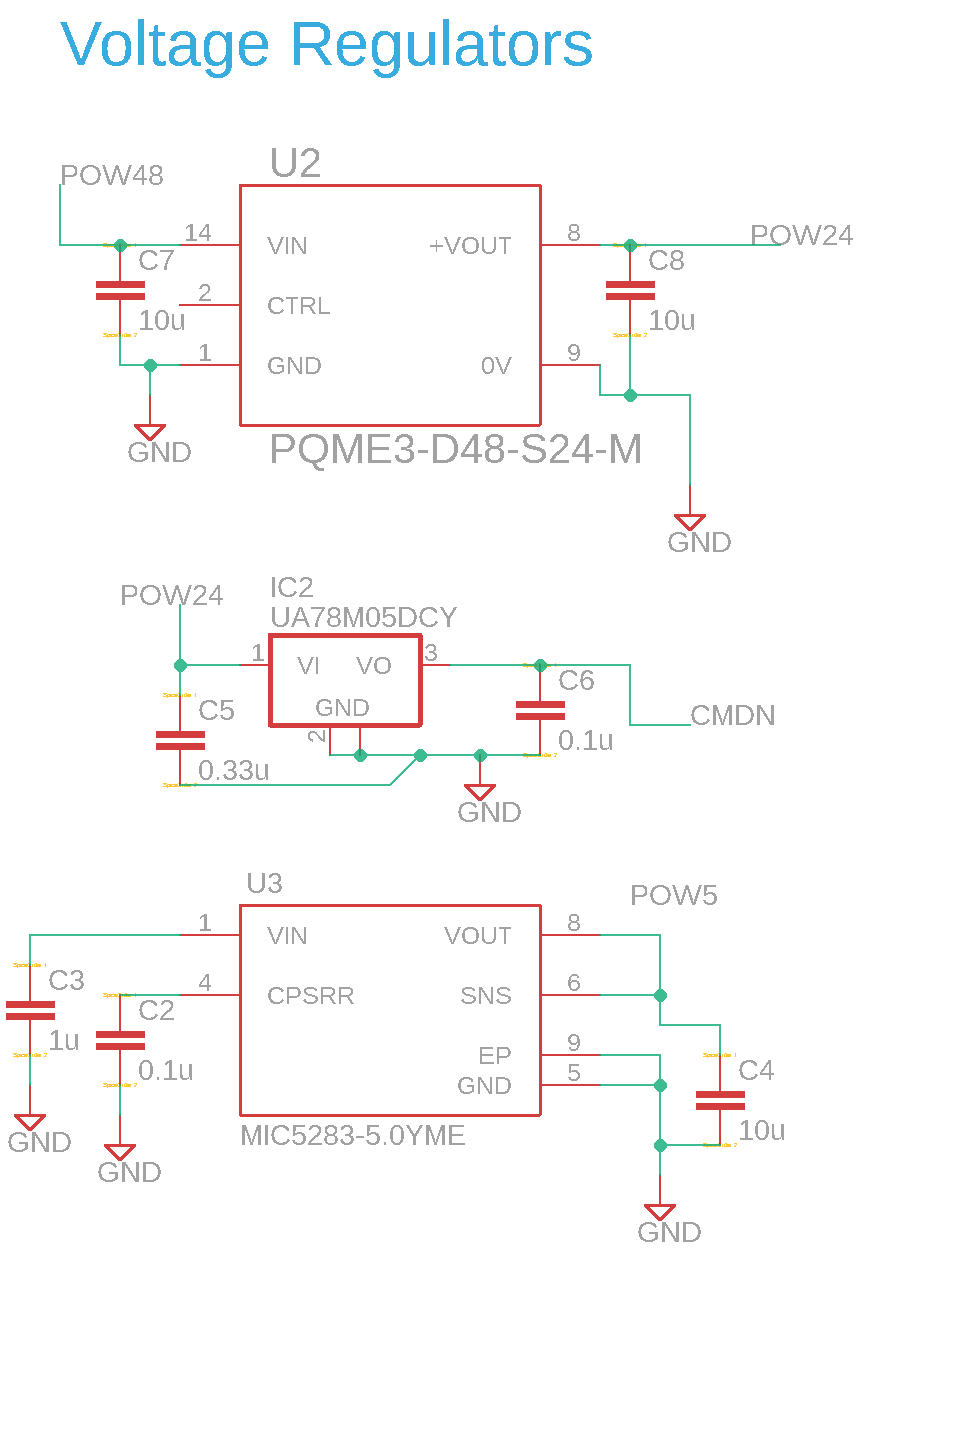 Voltage Regulators
U2
POW48
14
VIN
+VOUT
8
POW24
C7
C8
2
CTRL
10u
10u
1
GND
0V
9
GND
PQME3-D48-S24-M
GND
POW24
IC2
UA78M05DCY
1
VI
VO
3
C6
GND
C5
CMDN
2
0.1u
0.33u
GND
U3
POW5
1
VIN
VOUT
8
C3
4
CPSRR
SNS
6
C2
1u
EP
9
0.1u
GND
5
C4
GND
MIC5283-5.0YME
10u
GND
GND